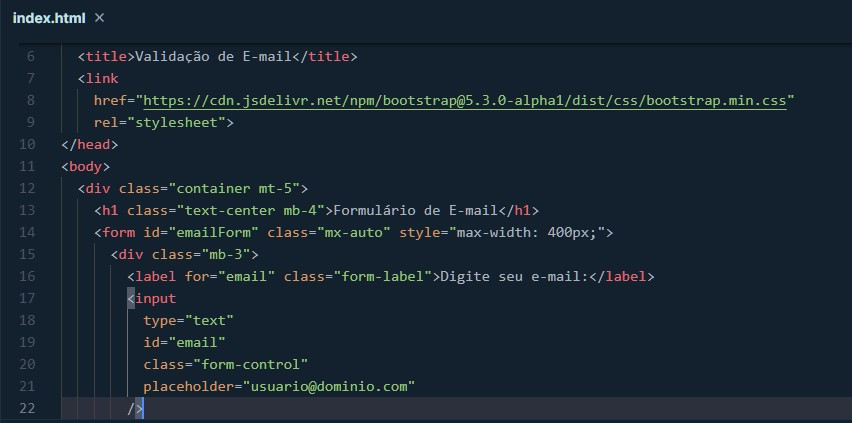 index.html ×
6 <title>Validação de E-mail</title>
7 <link
8 href="https://cdn.jsdelivr.net/npm/bootstrap@5.3.0-alpha1/dist/css/bootstrap.min.css"
9 rel="stylesheet">
10 </head>
11 <body>
12 <div class="container mt-5">
13 <h1 class="text-center mb-4">Formulário de E-mail</h1>
14 <form id="emailForm" class="mx-auto" style="max-width: 400px;">
15 <div class="mb-3">
16 <label for="email" class="form-label">Digite seu e-mail:</label>
17 <input
18 type="text"
19 id="email"
20 class="form-control"
21 placeholder="usuario@dominio.com"
22 />